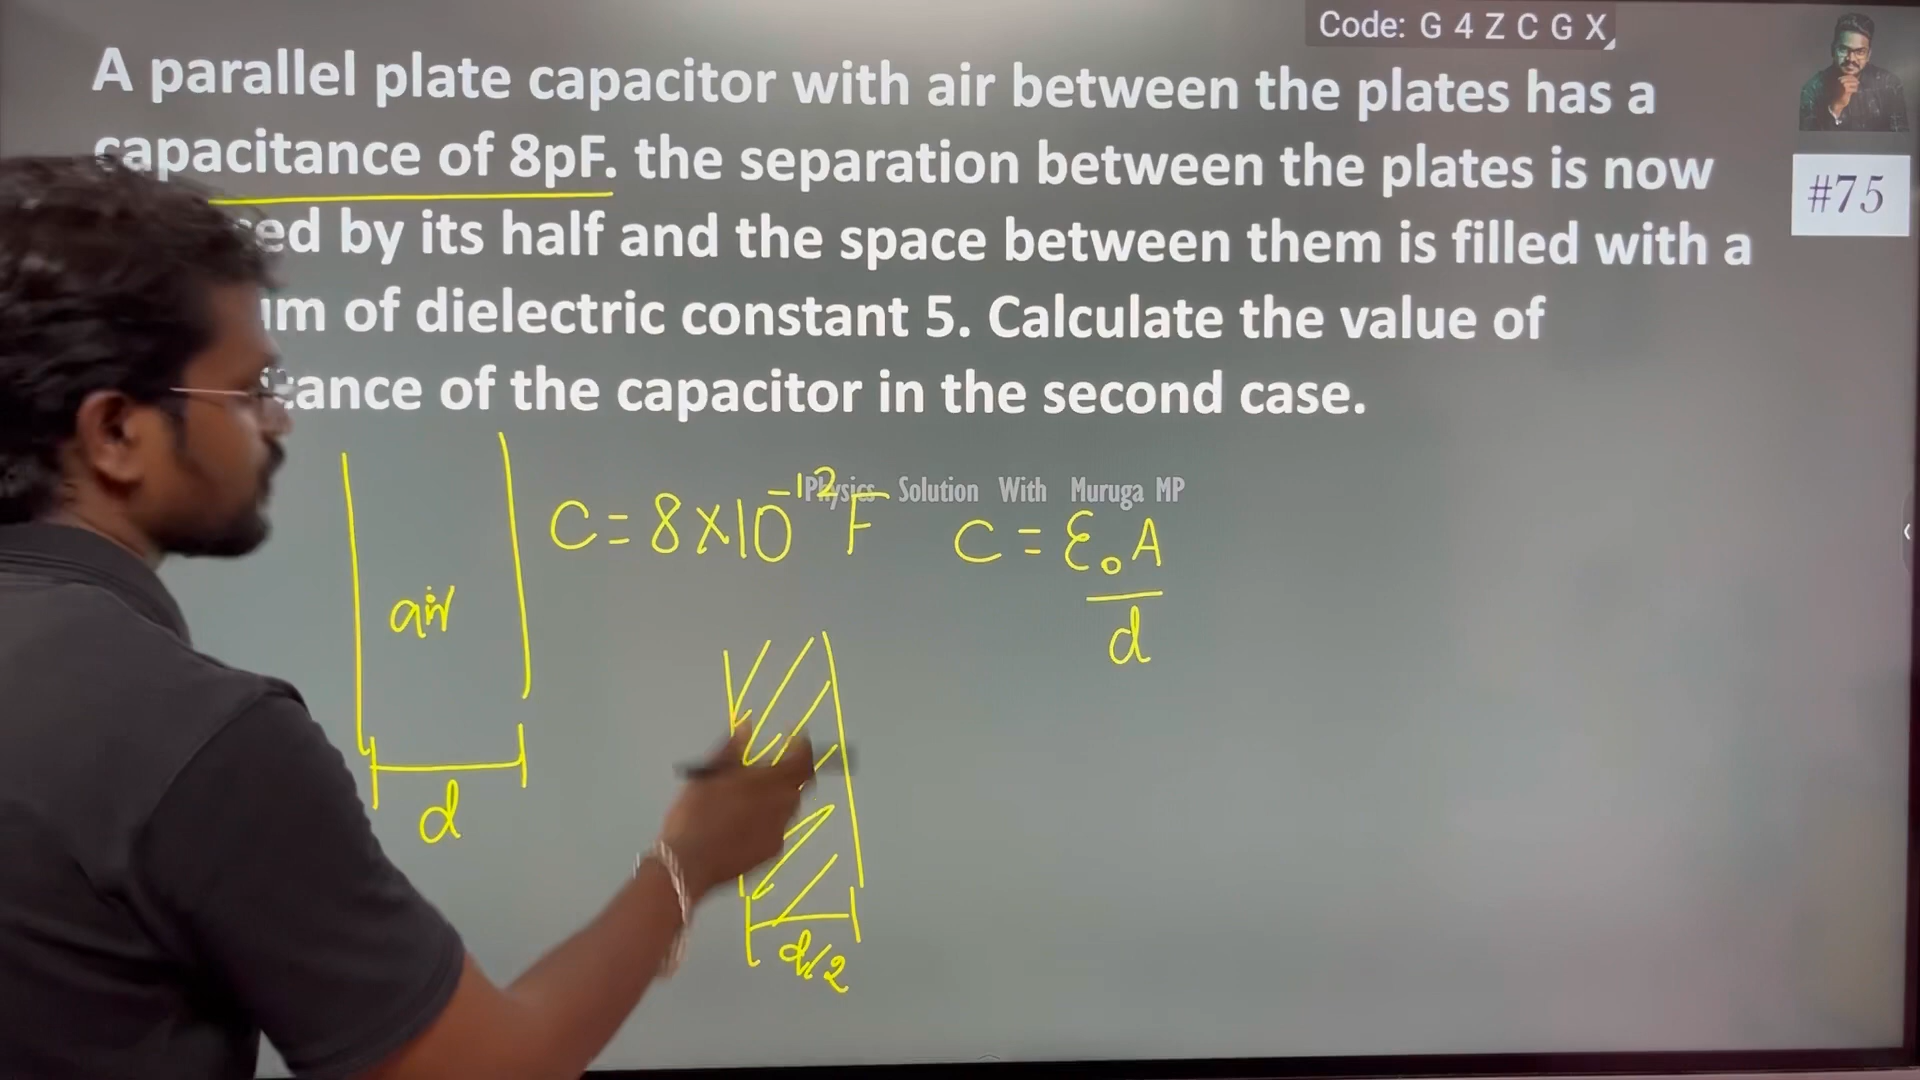 Code: G 4 Z C G X
A parallel plate capacitor with air between the plates has a
capacitance of 8pF. the separation between the plates is now
#75
ed by its half and the space between them is filled with a
of dielectric constant 5. Calculate the value of
of the capacitor in the second case.
Physics Solution With Muruga MP
C = 8×10⁻¹² F
C = ε₀A
d
air
d
d/2